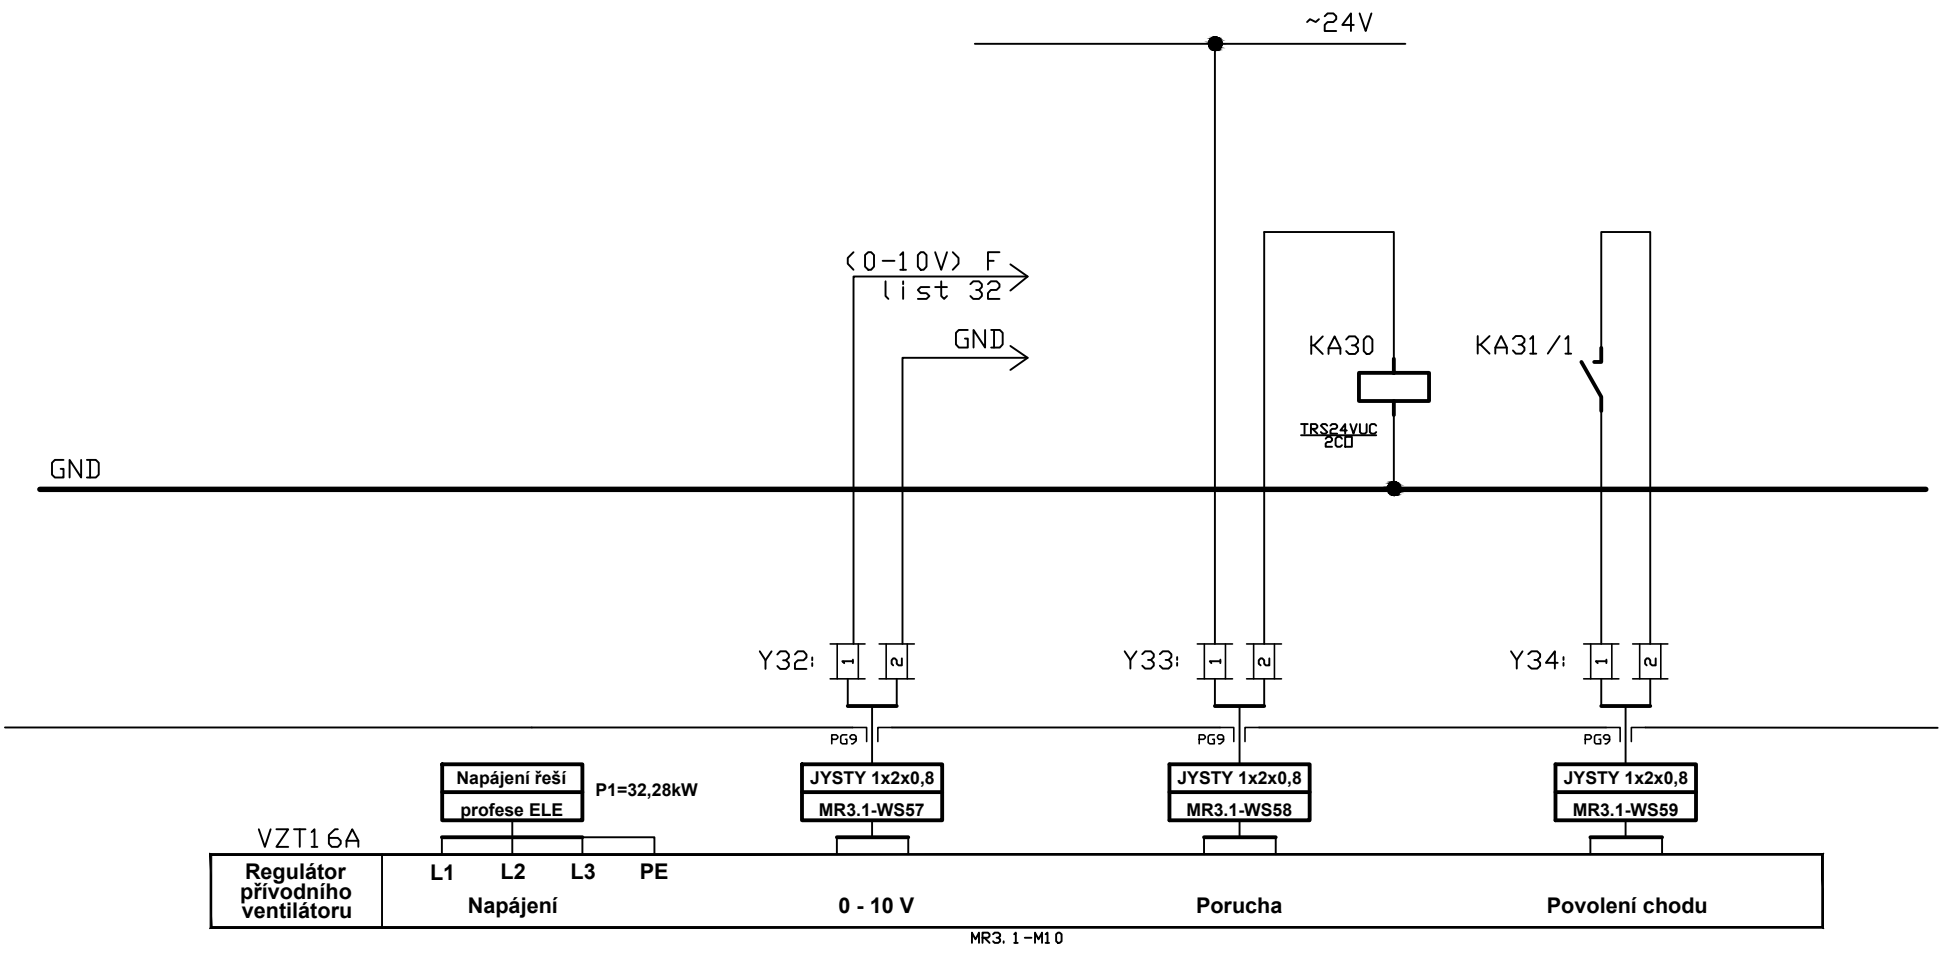 ~24V
(0-10V) F
list 32
GND
KA30
KA31/1
TRS24VUC
2CO
GND
Y32:
1
2
Y33:
1
2
Y34:
1
2
PG9
PG9
PG9
Napájení řeší
profese ELE
P1=32,28kW
JYSTY 1x2x0,8
MR3.1-WS57
JYSTY 1x2x0,8
MR3.1-WS58
JYSTY 1x2x0,8
MR3.1-WS59
VZT16A
Regulátor
přívodního
ventilátoru
L1 L2 L3 PE
Napájení
0 - 10 V
Porucha
Povolení chodu
MR3.1-M10